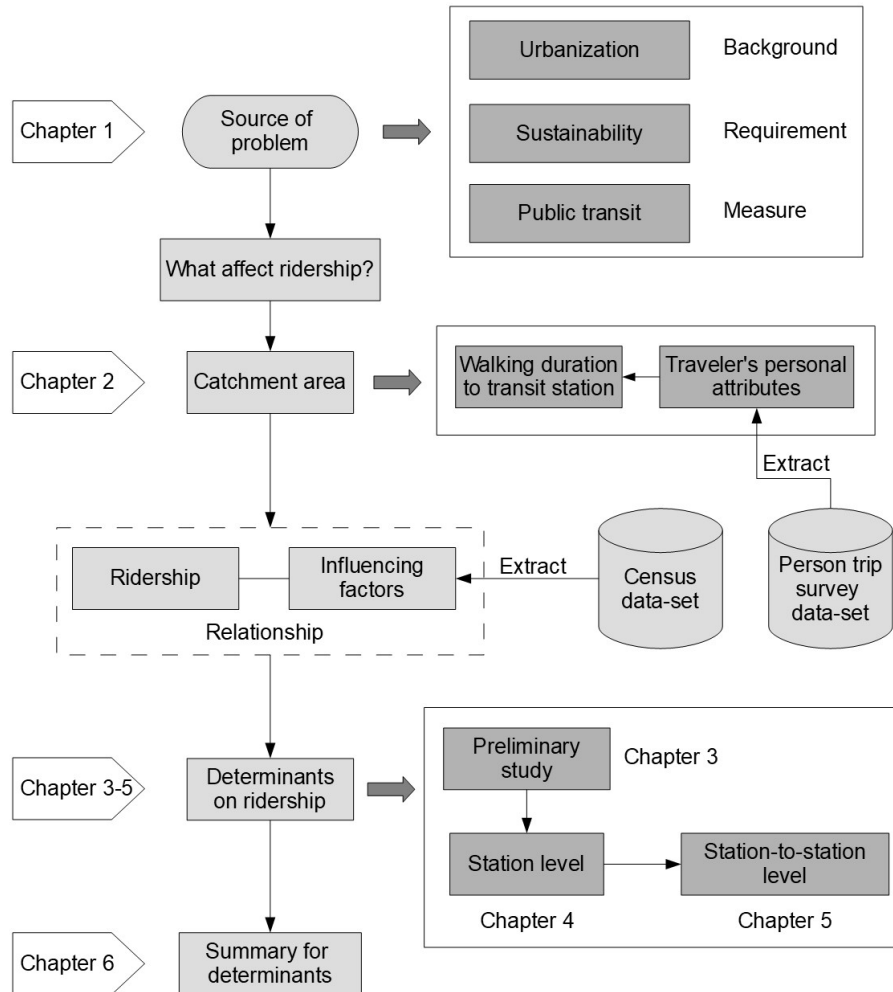 Urbanization
Background
Chapter 1
Source of
problem
Sustainability
Requirement
Public transit
Measure
What affect ridership?
Chapter 2
Catchment area
Walking duration
to transit station
Traveler's personal
attributes
Extract
Ridership
Influencing
factors
Relationship
Extract
Census
data-set
Person trip
survey
data-set
Chapter 3-5
Determinants
on ridership
Preliminary
study
Chapter 3
Station level
Station-to-station
level
Chapter 4
Chapter 5
Chapter 6
Summary for
determinants